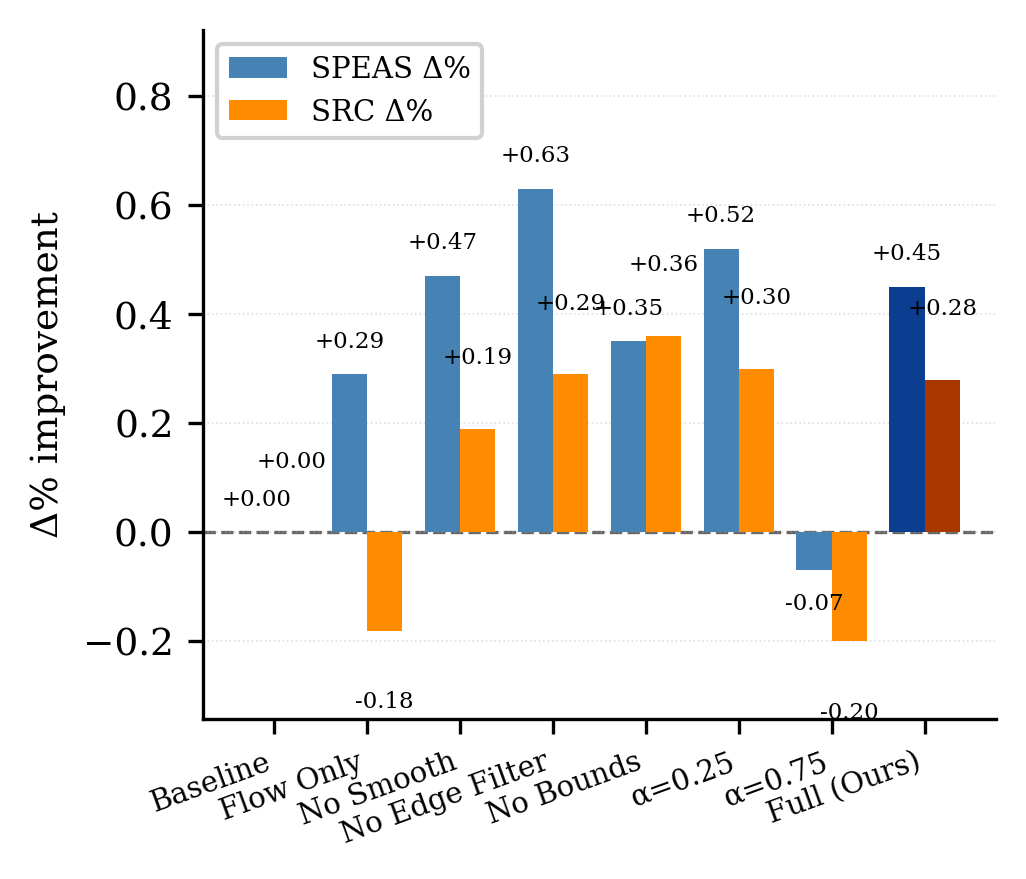 SPEAS Δ%
SRC Δ%
Δ% improvement
0.8
0.6
0.4
0.2
0.0
−0.2
+0.00
+0.00
+0.29
-0.18
+0.47
+0.19
+0.63
+0.29
+0.35
+0.36
+0.52
+0.30
-0.07
-0.20
+0.45
+0.28
Baseline
Flow Only
No Smooth
No Edge Filter
No Bounds
α=0.25
α=0.75
Full (Ours)